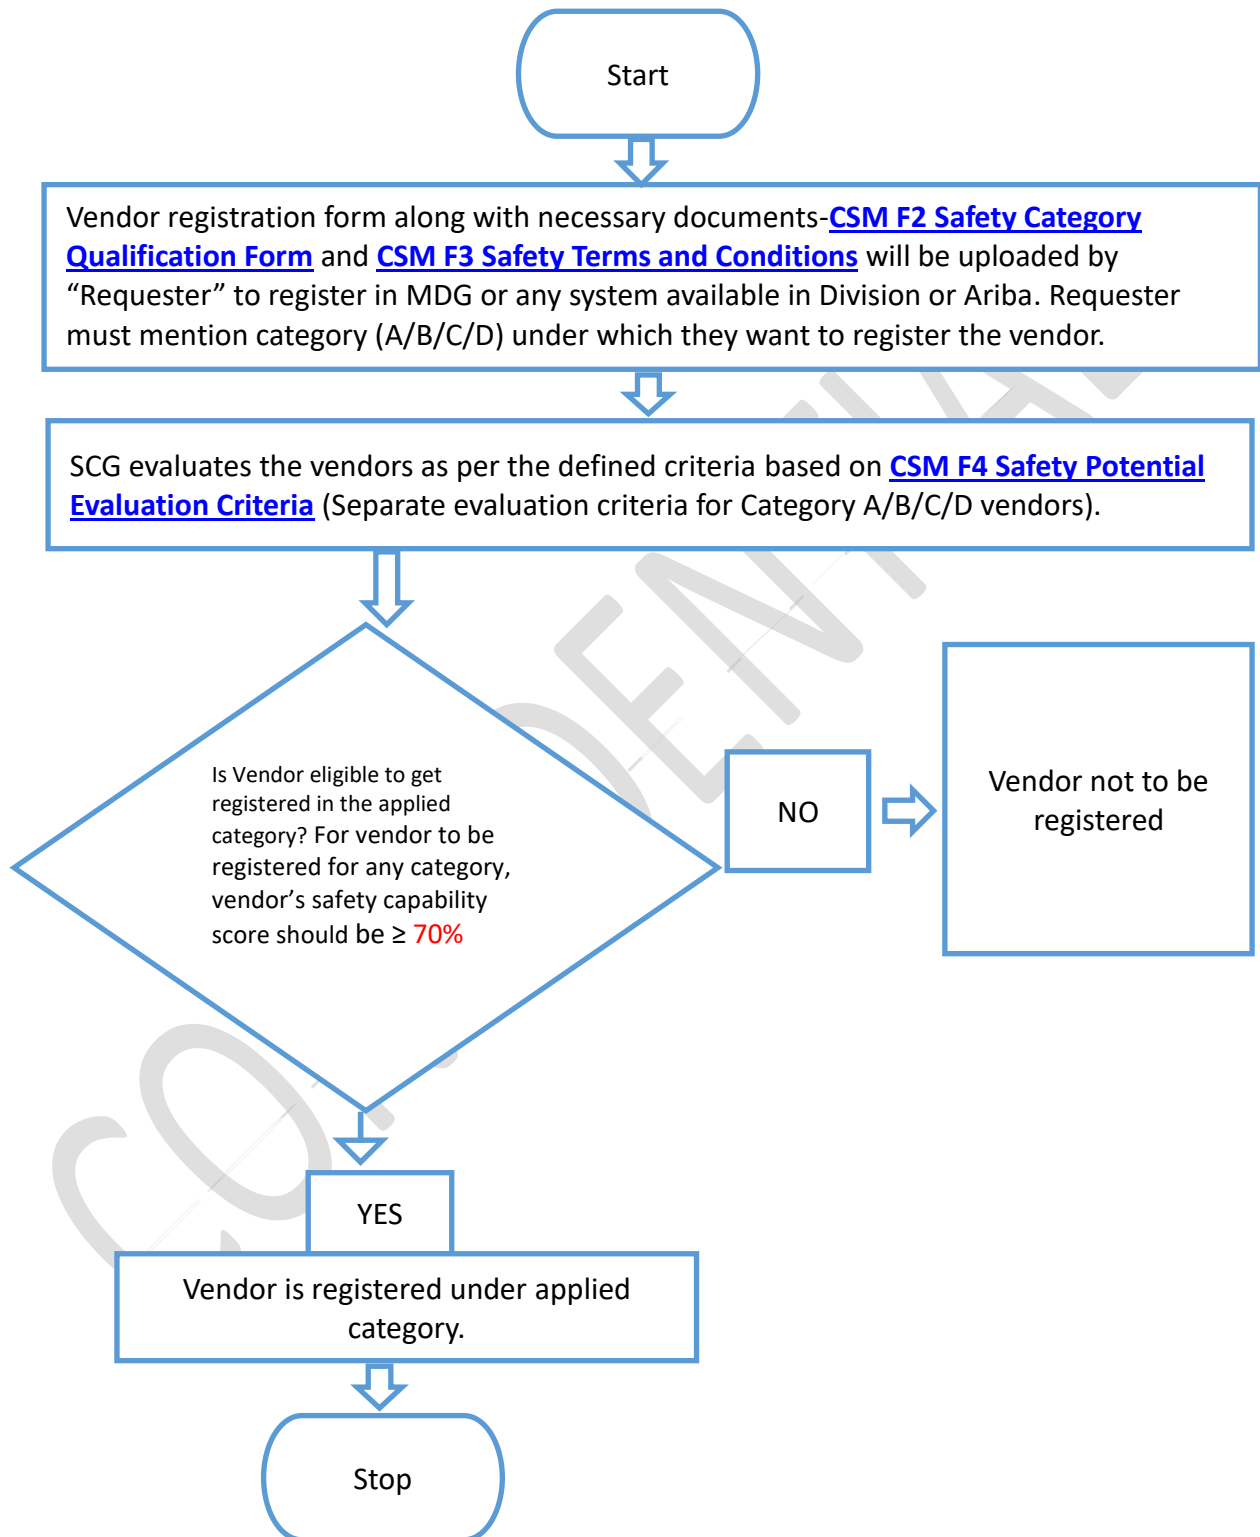 Start
Vendor registration form along with necessary documents-CSM F2 Safety Category
Qualification Form and CSM F3 Safety Terms and Conditions will be uploaded by
“Requester” to register in MDG or any system available in Division or Ariba. Requester
must mention category (A/B/C/D) under which they want to register the vendor.
SCG evaluates the vendors as per the defined criteria based on CSM F4 Safety Potential
Evaluation Criteria (Separate evaluation criteria for Category A/B/C/D vendors).
Is Vendor eligible to get
registered in the applied
category? For vendor to be
registered for any category,
vendor’s safety capability
score should be ≥ 70%
NO
Vendor not to be
registered
YES
Vendor is registered under applied
category.
Stop
CONFIDENTIAL